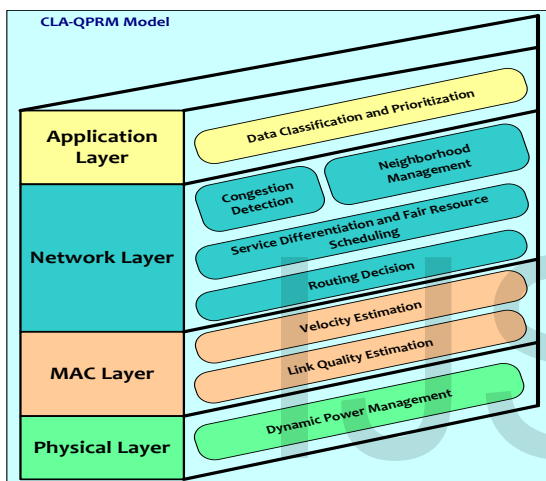 CLA-QPRM Model
Application
Layer
Data Classification and Prioritization
Network Layer
Congestion
Detection
Neighborhood
Management
Service Differentiation and Fair Resource
Scheduling
Routing Decision
MAC Layer
Velocity Estimation
Link Quality Estimation
Physical Layer
Dynamic Power Management
IJS